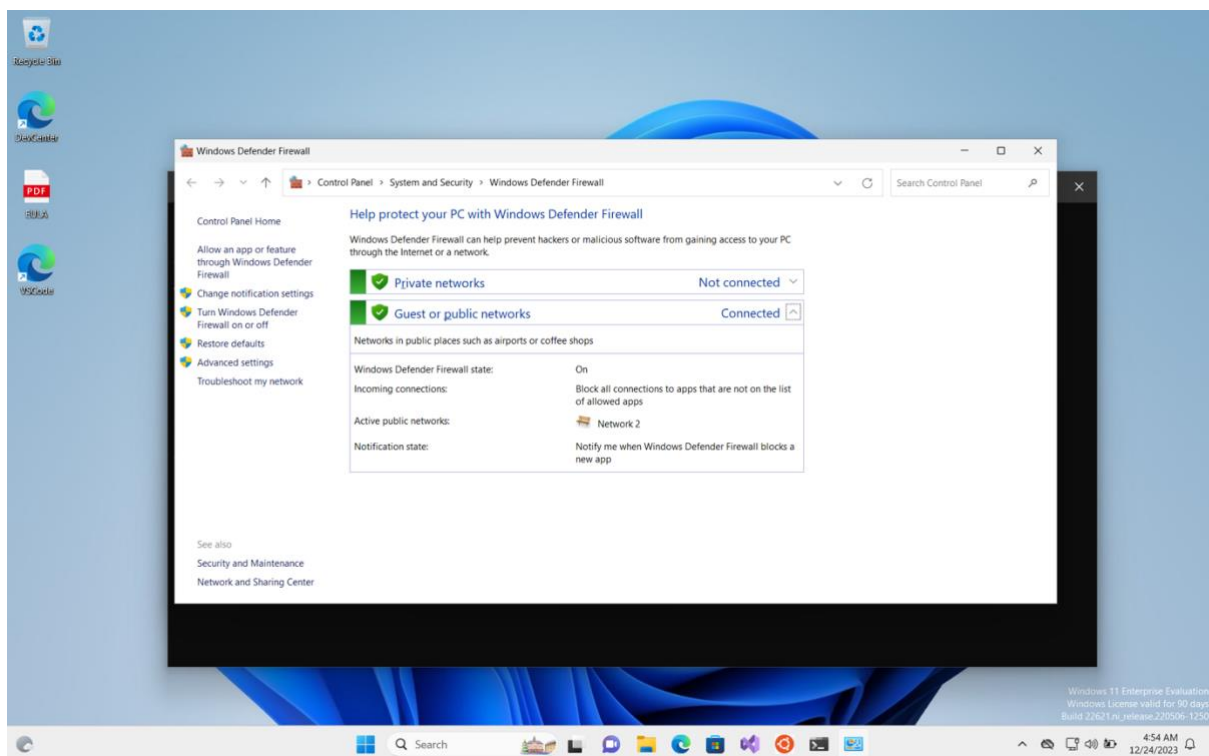 Recycle Bin
DevCenter
PDF
EULA
VSCode
Windows Defender Firewall
Control Panel > System and Security > Windows Defender Firewall
Search Control Panel
Control Panel Home
Allow an app or feature
through Windows Defender
Firewall
Change notification settings
Turn Windows Defender
Firewall on or off
Restore defaults
Advanced settings
Troubleshoot my network
See also
Security and Maintenance
Network and Sharing Center
Help protect your PC with Windows Defender Firewall
Windows Defender Firewall can help prevent hackers or malicious software from gaining access to your PC
through the Internet or a network.
Private networks Not connected
Guest or public networks Connected
Networks in public places such as airports or coffee shops
Windows Defender Firewall state: On
Incoming connections: Block all connections to apps that are not on the list
of allowed apps
Active public networks: Network 2
Notification state: Notify me when Windows Defender Firewall blocks a
new app
Windows 11 Enterprise Evaluation
Windows License valid for 90 days
Build 22621.ni_release.220506-1250
Search
4:54 AM
12/24/2023